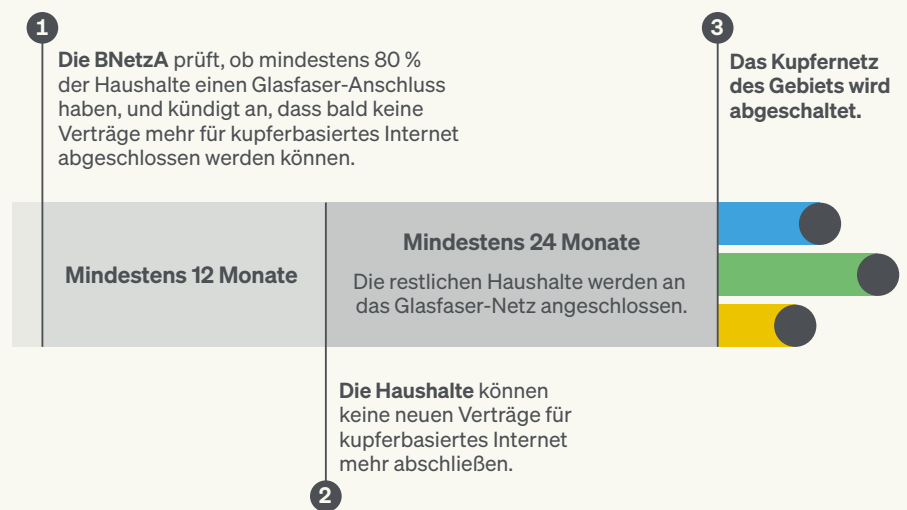 1
Die BNetzA prüft, ob mindestens 80 %
der Haushalte einen Glasfaser-Anschluss
haben, und kündigt an, dass bald keine
Verträge mehr für kupferbasiertes Internet
abgeschlossen werden können.
3
Das Kupfernetz
des Gebiets wird
abgeschaltet.
Mindestens 12 Monate
Mindestens 24 Monate
Die restlichen Haushalte werden an
das Glasfaser-Netz angeschlossen.
Die Haushalte können
keine neuen Verträge für
kupferbasiertes Internet
mehr abschließen.
2